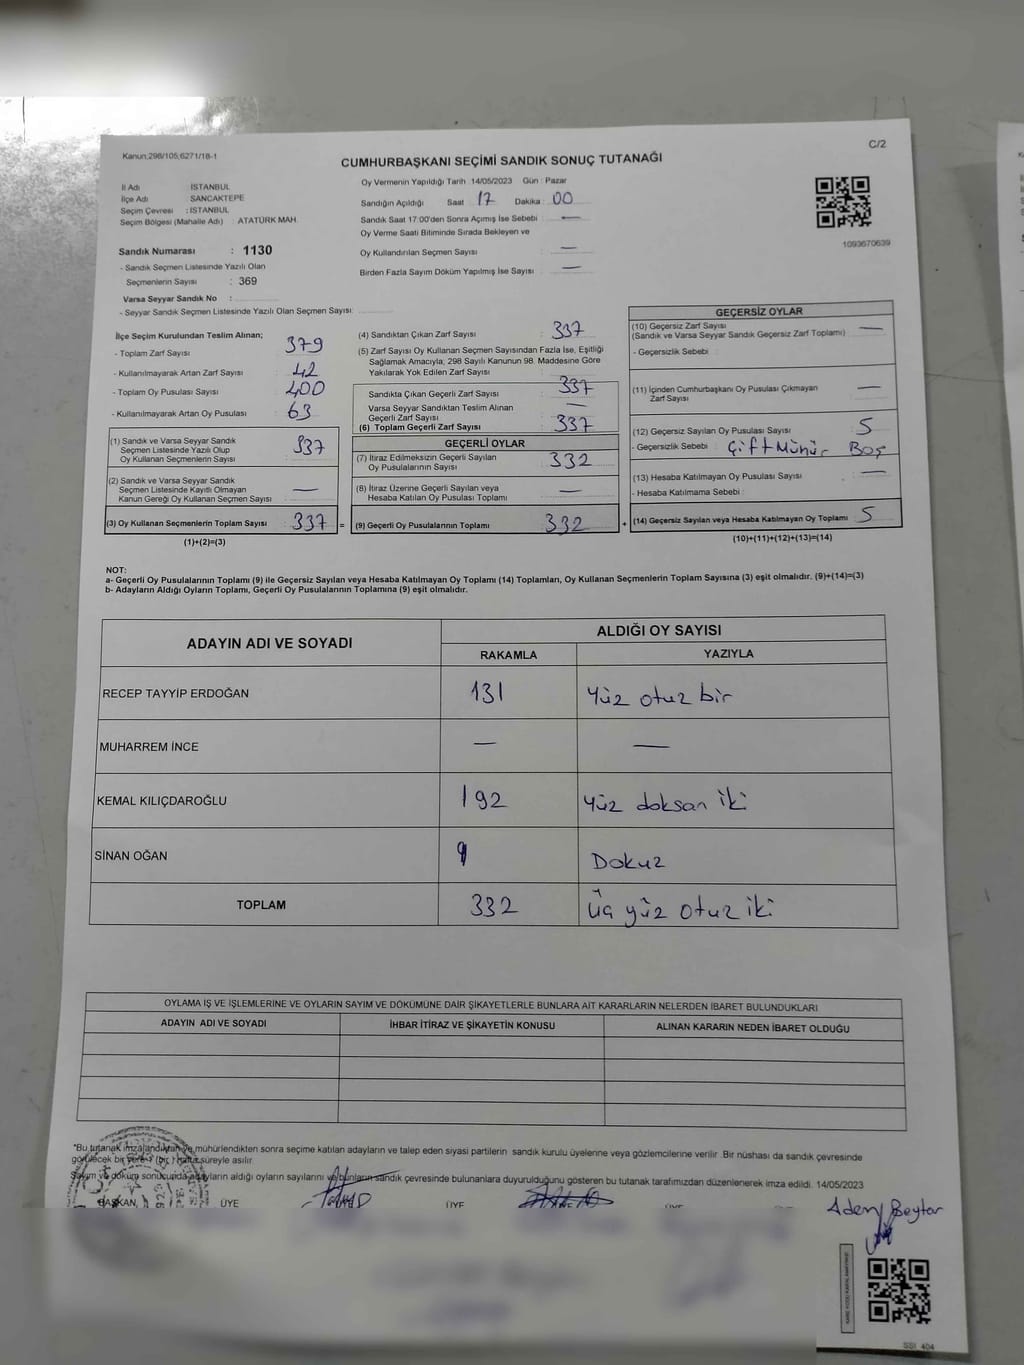 Kanun;298/105;6271/18-1
C/2
CUMHURBAŞKANI SEÇİMİ SANDIK SONUÇ TUTANAĞI
İl Adı : İSTANBUL
İlçe Adı : SANCAKTEPE
Seçim Çevresi : İSTANBUL
Seçim Bölgesi (Mahalle Adı) : ATATÜRK MAH.
Sandık Numarası : 1130
- Sandık Seçmen Listesinde Yazılı Olan
Seçmenlerin Sayısı : 369
Varsa Seyyar Sandık No :
- Seyyar Sandık Seçmen Listesinde Yazılı Olan Seçmen Sayısı:
Oy Vermenin Yapıldığı Tarih 14/05/2023 Gün : Pazar
Sandığın Açıldığı Saat 17 Dakika : 00
Sandık Saat 17:00'den Sonra Açımış İse Sebebi : —
Oy Verme Saati Bitiminde Sırada Bekleyen ve
Oy Kullandırılan Seçmen Sayısı : —
Birden Fazla Sayım Döküm Yapılmış İse Sayısı : —
1093670639
İlçe Seçim Kurulundan Teslim Alınan;
- Toplam Zarf Sayısı : 379
- Kullanılmayarak Artan Zarf Sayısı : 42
- Toplam Oy Pusulası Sayısı : 400
- Kullanılmayarak Artan Oy Pusulası : 63
(1) Sandık ve Varsa Seyyar Sandık
Seçmen Listesinde Yazılı Olup
Oy Kullanan Seçmenlerin Sayısı : 337
(2) Sandık ve Varsa Seyyar Sandık
Seçmen Listesinde Kayıtlı Olmayan
Kanun Gereği Oy Kullanan Seçmen Sayısı : —
(3) Oy Kullanan Seçmenlerin Toplam Sayısı : 337 =
(1)+(2)=(3)
(4) Sandıktan Çıkan Zarf Sayısı : 337
(5) Zarf Sayısı Oy Kullanan Seçmen Sayısından Fazla İse, Eşitliği
Sağlamak Amacıyla; 298 Sayılı Kanunun 98. Maddesine Göre
Yakılarak Yok Edilen Zarf Sayısı :
Sandıkta Çıkan Geçerli Zarf Sayısı : 337
Varsa Seyyar Sandıktan Teslim Alınan
Geçerli Zarf Sayısı : —
(6) Toplam Geçerli Zarf Sayısı : 337
GEÇERLİ OYLAR
(7) İtiraz Edilmeksizin Geçerli Sayılan
Oy Pusulalarının Sayısı : 332
(8) İtiraz Üzerine Geçerli Sayılan veya
Hesaba Katılan Oy Pusulası Toplamı : —
(9) Geçerli Oy Pusulalarının Toplamı : 332 +
GEÇERSİZ OYLAR
(10) Geçersiz Zarf Sayısı : —
(Sandık ve Varsa Seyyar Sandık Geçersiz Zarf Toplamı)
- Geçersizlik Sebebi :
(11) İçinden Cumhurbaşkanı Oy Pusulası Çıkmayan
Zarf Sayısı : —
(12) Geçersiz Sayılan Oy Pusulası Sayısı : 5
- Geçersizlik Sebebi : Çift Mühür Boş
(13) Hesaba Katılmayan Oy Pusulası Sayısı : —
- Hesaba Katılmama Sebebi :
(14) Geçersiz Sayılan veya Hesaba Katılmayan Oy Toplamı : 5
(10)+(11)+(12)+(13)=(14)
NOT:
a- Geçerli Oy Pusulalarının Toplamı (9) ile Geçersiz Sayılan veya Hesaba Katılmayan Oy Toplamı (14) Toplamları, Oy Kullanan Seçmenlerin Toplam Sayısına (3) eşit olmalıdır. (9)+(14)=(3)
b- Adayların Aldığı Oyların Toplamı, Geçerli Oy Pusulalarının Toplamına (9) eşit olmalıdır.
ADAYIN ADI VE SOYADI ALDIĞI OY SAYISI
RAKAMLA YAZIYLA
RECEP TAYYİP ERDOĞAN 131 Yüz otuz bir
MUHARREM İNCE — —
KEMAL KILIÇDAROĞLU 192 Yüz doksan iki
SİNAN OĞAN 9 Dokuz
TOPLAM 332 Üç yüz otuz iki
OYLAMA İŞ VE İŞLEMLERİNE VE OYLARIN SAYIM VE DÖKÜMÜNE DAİR ŞİKAYETLERLE BUNLARA AİT KARARLARIN NELERDEN İBARET BULUNDUKLARI
ADAYIN ADI VE SOYADI İHBAR İTİRAZ VE ŞİKAYETİN KONUSU ALINAN KARARIN NEDEN İBARET OLDUĞU
"Bu tutanak imzalandıktan ve mühürlendikten sonra seçime katılan adayların ve talep eden siyasi partilerin sandık kurulu üyelerine veya gözlemcilerine verilir. Bir nüshası da sandık çevresinde
görülecek bir yere 7 (bir ) hafta süreyle asılır.
Sayım ve döküm sonucunda adayların aldığı oyların sayılarını ve bunların sandık çevresinde bulunanlara duyurulduğunu gösteren bu tutanak tarafımızdan düzenlenerek imza edildi. 14/05/2023
BAŞKAN, ÜYE ÜYE ÜYE
Adem Beytar
SSI 404